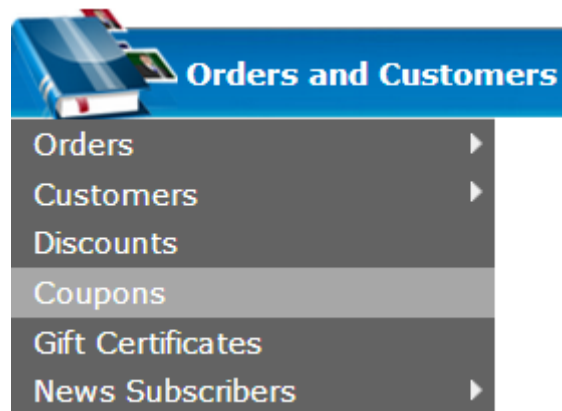 Orders and Customers
Orders
Customers
Discounts
Coupons
Gift Certificates
News Subscribers